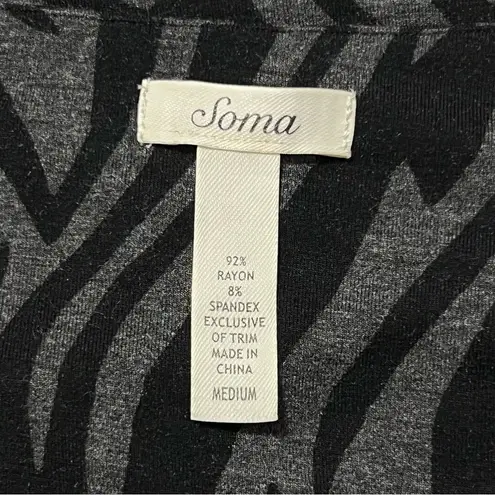 Soma
92%
RAYON
8%
SPANDEX
EXCLUSIVE
OF TRIM
MADE IN
CHINA
MEDIUM